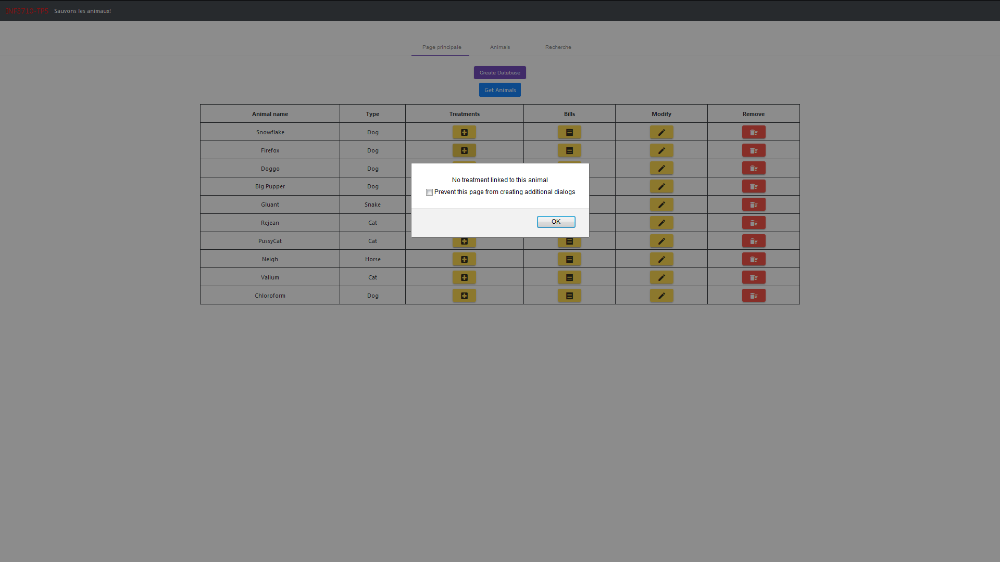 INF3710-TP5 Sauvons les animaux!
Page principale Animals Recherche
Create Database
Get Animals
Animal name Type Treatments Bills Modify Remove
Snowflake Dog
Firefox Dog
Doggo Dog
Big Pupper Dog
Gluant Snake
Rejean Cat
PussyCat Cat
Neigh Horse
Valium Cat
Chloroform Dog
No treatment linked to this animal
Prevent this page from creating additional dialogs
OK